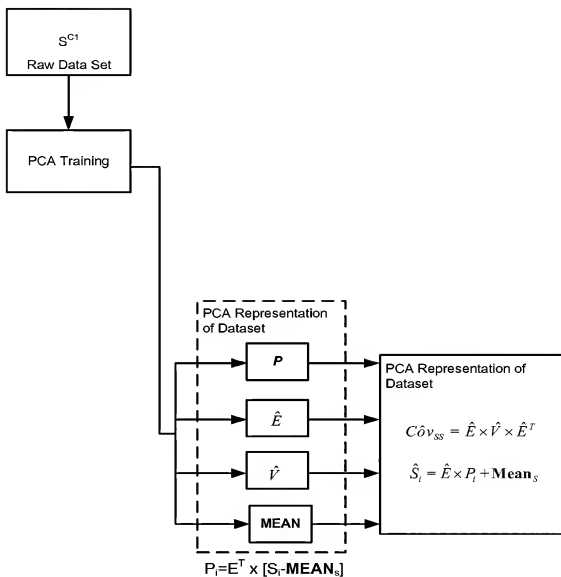 S^C1
Raw Data Set
PCA Training
PCA Representation
of Dataset
P
Ê
V̂
MEAN
P_i=E^T x [S_i-MEAN_s]
PCA Representation of
Dataset
Côv_SS = Ê × V̂ × Ê^T
Ŝ_i = Ê × P_i + Mean_S